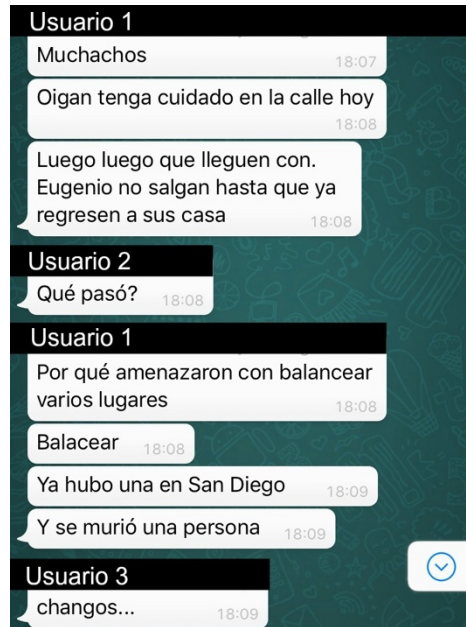 Usuario 1
Muchachos
18:07
Oigan tenga cuidado en la calle hoy
18:08
Luego luego que lleguen con.
Eugenio no salgan hasta que ya
regresen a sus casa
18:08
Usuario 2
Qué pasó?
18:08
Usuario 1
Por qué amenazaron con balancear
varios lugares
18:08
Balacear
18:08
Ya hubo una en San Diego
18:09
Y se murió una persona
18:09
Usuario 3
changos...
18:09